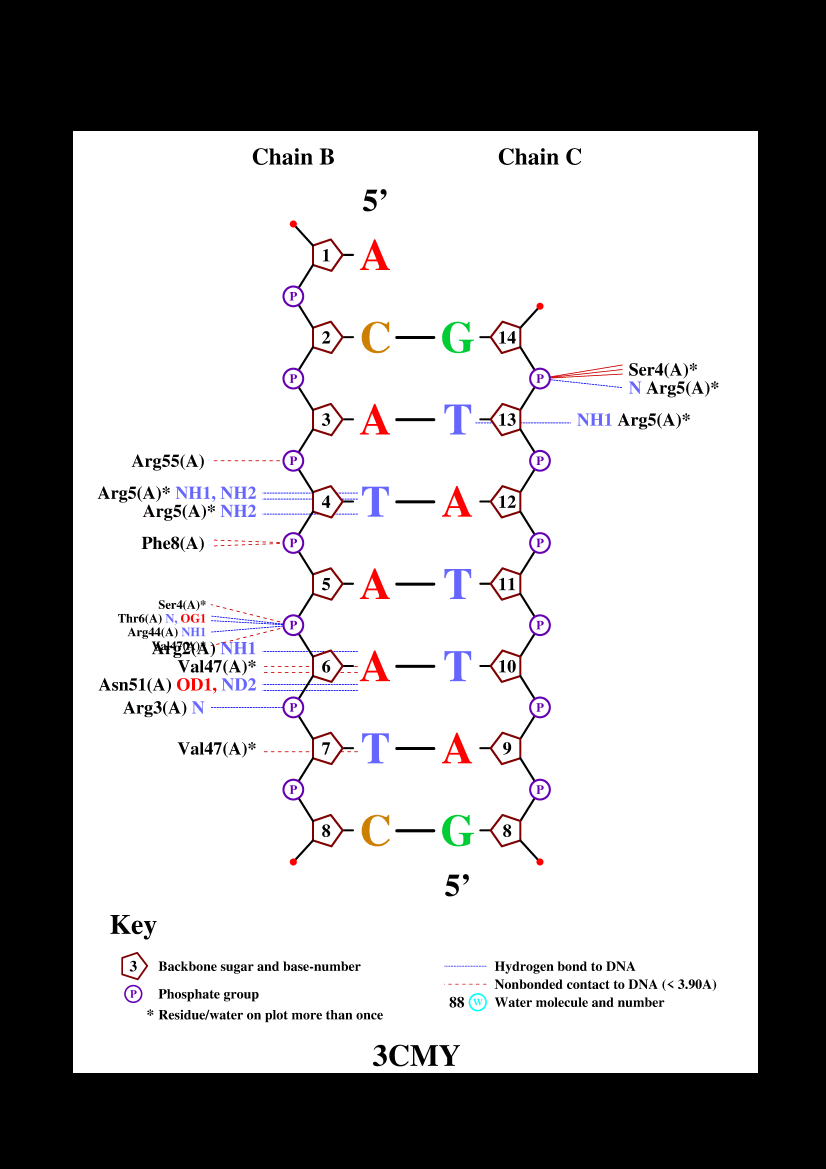 Chain B Chain C
5’
1 A
P
2 C G 14
P P
Ser4(A)*
N Arg5(A)*
3 A T 13 NH1 Arg5(A)*
Arg55(A) P P
Arg5(A)* NH1, NH2
4 T A 12
Arg5(A)* NH2
Phe8(A) P P
5 A T 11
Ser4(A)*
Thr6(A) N, OG1
P P
Arg44(A) NH1
Val47(A)*
Arg2(A) NH1
Val47(A)* 6 A T 10
Asn51(A) OD1, ND2
Arg3(A) N P P
Val47(A)* 7 T A 9
P P
8 C G 8
5’
Key
3 Backbone sugar and base-number
P Phosphate group
* Residue/water on plot more than once
Hydrogen bond to DNA
Nonbonded contact to DNA (< 3.90A)
88 W Water molecule and number
3CMY